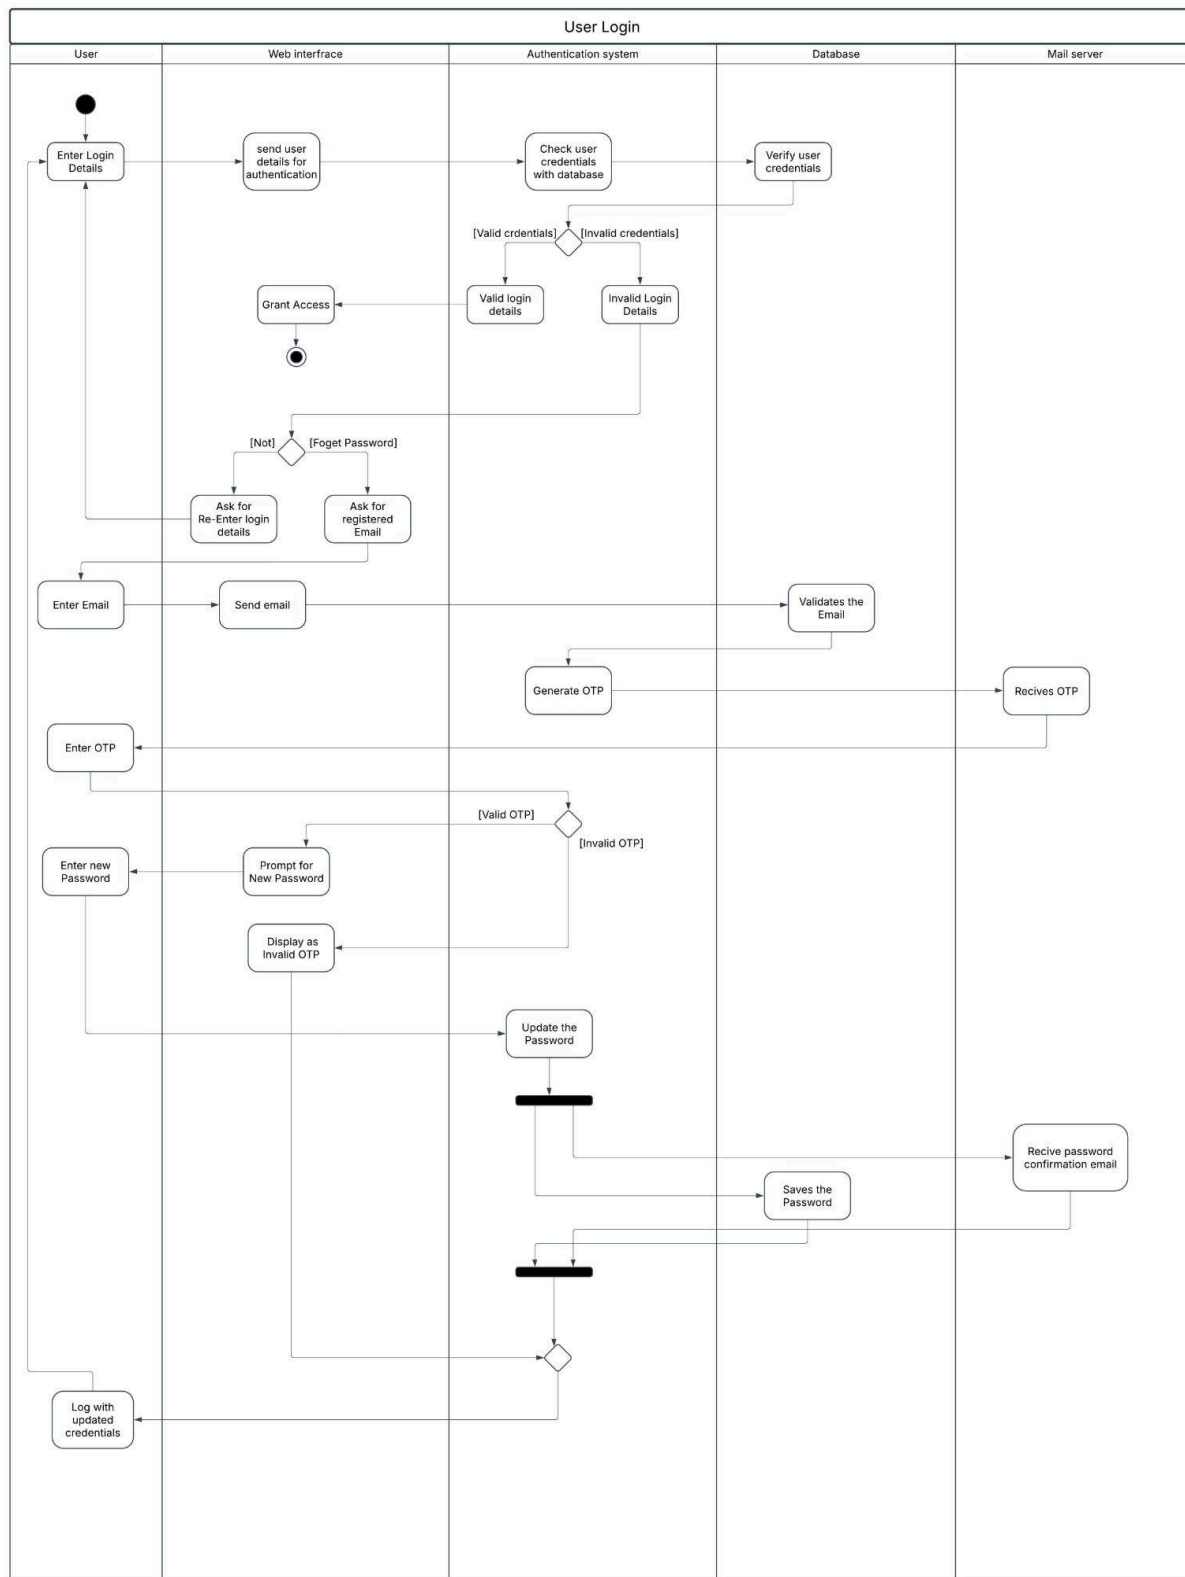 User Login
User
Web interfrace
Authentication system
Database
Mail server
Enter Login
Details
send user
details for
authentication
Check user
credentials
with database
Verify user
credentials
[Valid crdentials]
[Invalid credentials]
Grant Access
Valid login
details
Invalid Login
Details
[Not]
[Foget Password]
Ask for
Re-Enter login
details
Ask for
registered
Email
Enter Email
Send email
Validates the
Email
Generate OTP
Recives OTP
Enter OTP
[Valid OTP]
[Invalid OTP]
Enter new
Password
Prompt for
New Password
Display as
Invalid OTP
Update the
Password
Recive password
confirmation email
Saves the
Password
Log with
updated
credentials